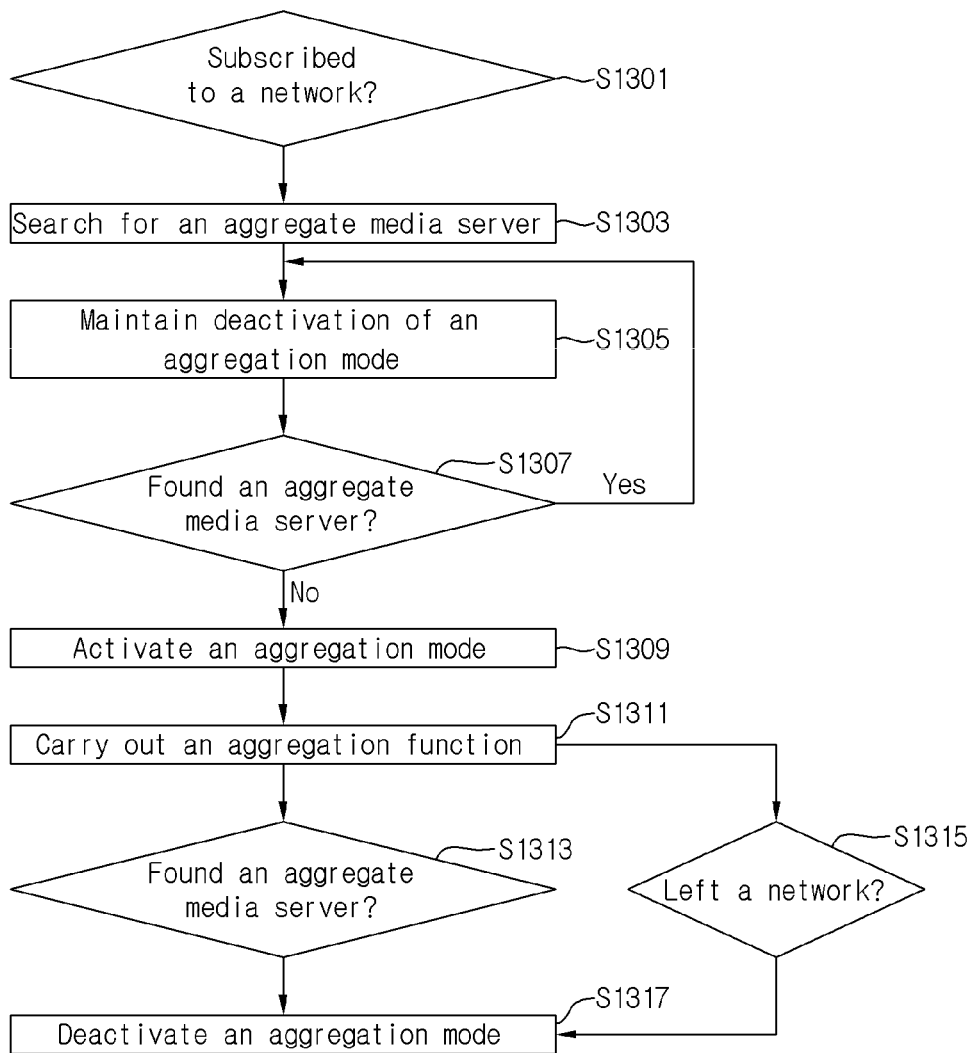 Subscribed
to a network?
S1301
Search for an aggregate media server
S1303
Maintain deactivation of an
aggregation mode
S1305
S1307
Found an aggregate
media server?
Yes
No
Activate an aggregation mode
S1309
S1311
Carry out an aggregation function
S1313
S1315
Found an aggregate
media server?
Left a network?
S1317
Deactivate an aggregation mode